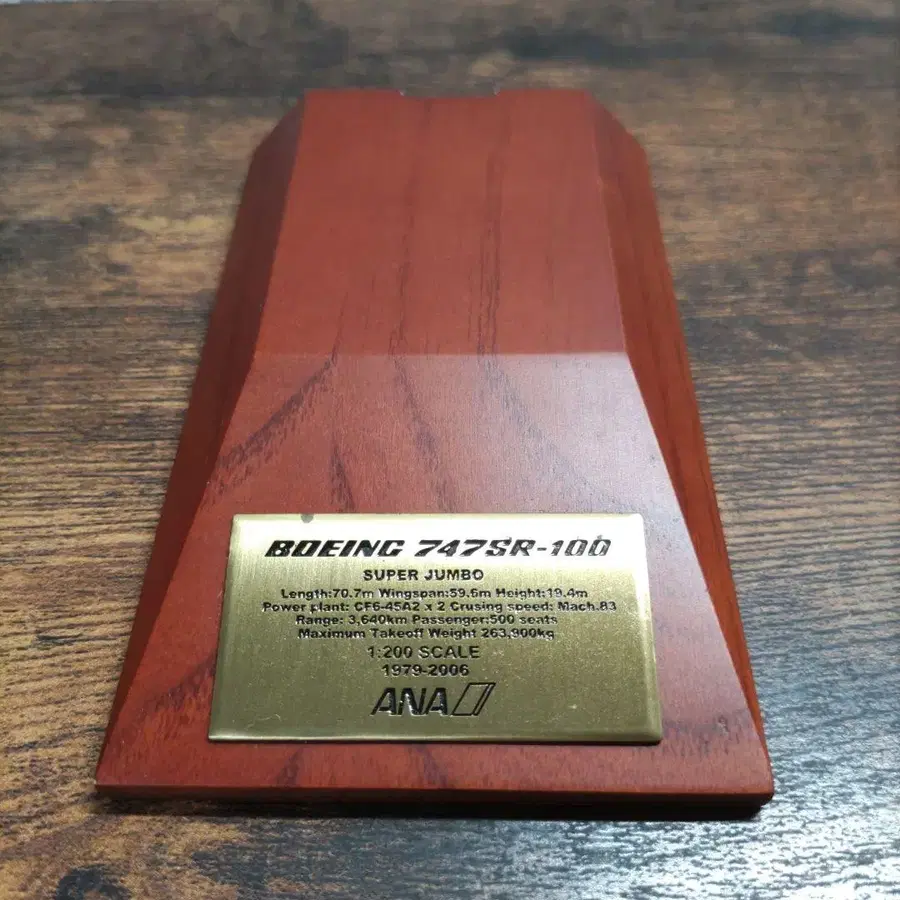 BOEING 747SR-100
SUPER JUMBO
Length:70.7m Wingspan:59.6m Height:19.4m
Power plant: CF6-45A2 x 2 Crusing speed: Mach.83
Range: 3,640km Passenger:500 seats
Maximum Takeoff Weight 263,900kg
1:200 SCALE
1979-2006
ANA